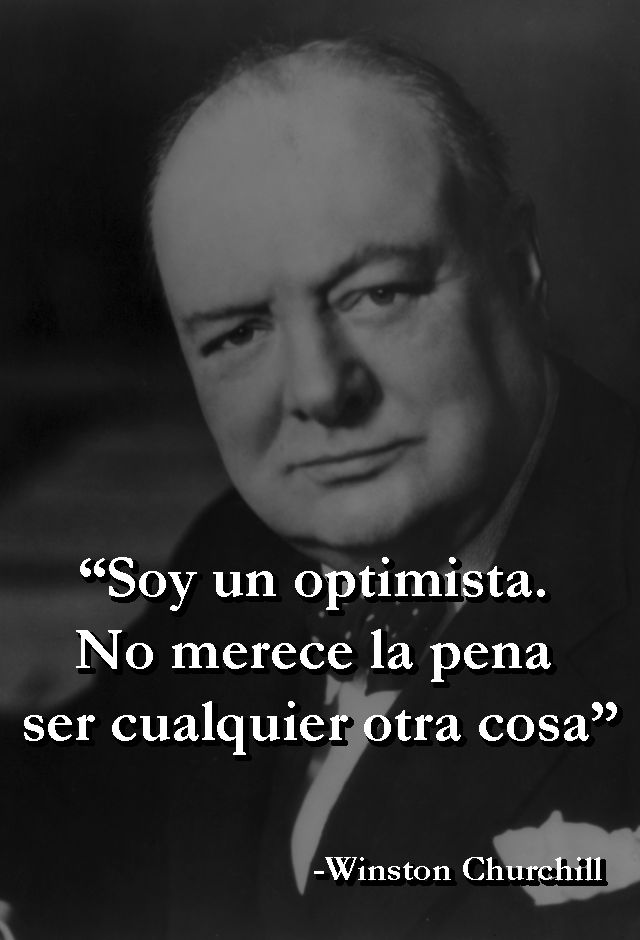 “Soy un optimista.
No merece la pena
ser cualquier otra cosa”
-Winston Churchill